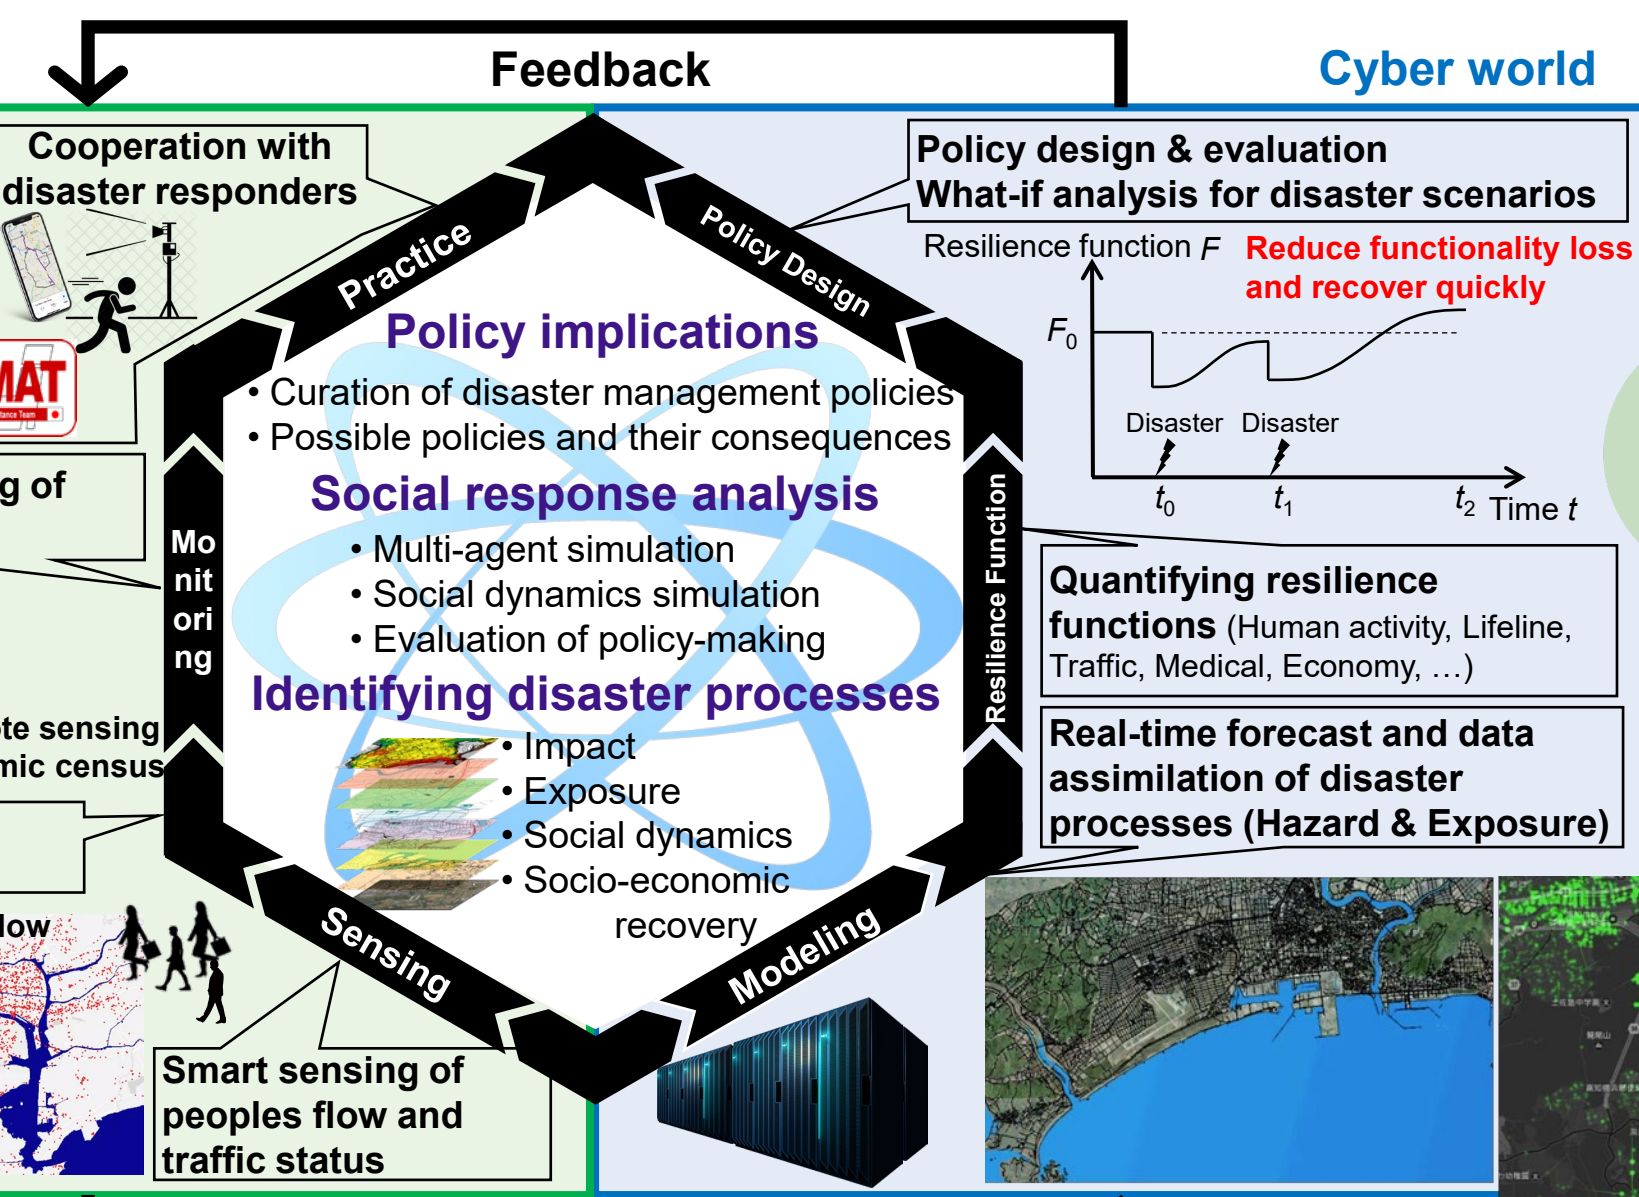 Feedback
Cyber world
Cooperation with
disaster responders
MAT
tance Team
g of
te sensing
mic census
low
Smart sensing of
peoples flow and
traffic status
Practice
Policy Design
Mo
nit
ori
ng
Resilience Function
Sensing
Modeling
Policy implications
• Curation of disaster management policies
• Possible policies and their consequences
Social response analysis
• Multi-agent simulation
• Social dynamics simulation
• Evaluation of policy-making
Identifying disaster processes
• Impact
• Exposure
• Social dynamics
• Socio-economic
recovery
Policy design & evaluation
What-if analysis for disaster scenarios
Resilience function F
Reduce functionality loss
and recover quickly
F0
Disaster Disaster
t0 t1 t2 Time t
Quantifying resilience
functions (Human activity, Lifeline,
Traffic, Medical, Economy, …)
Real-time forecast and data
assimilation of disaster
processes (Hazard & Exposure)